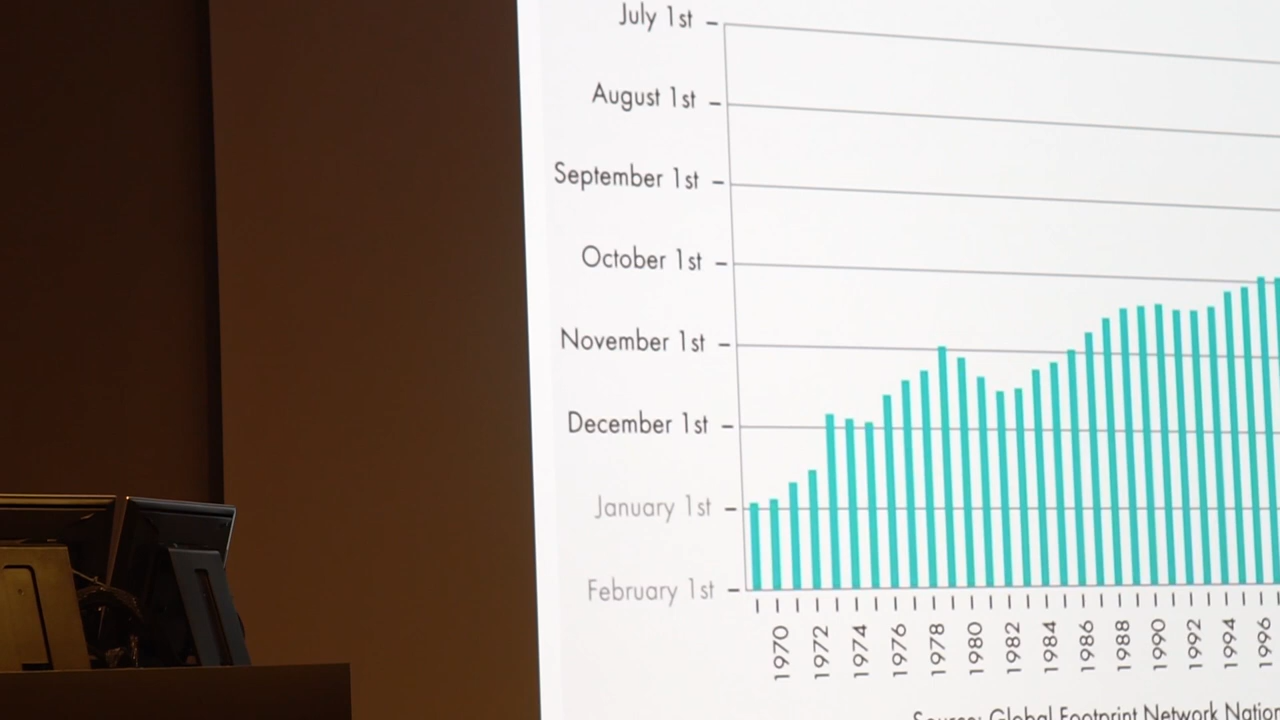 July 1st
August 1st
September 1st
October 1st
November 1st
December 1st
January 1st
February 1st
1970 1972 1974 1976 1978 1980 1982 1984 1986 1988 1990 1992 1994 1996
Source: Global Footprint Network Nation